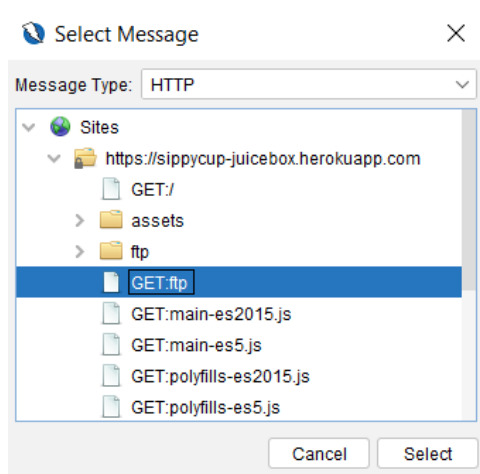 Select Message
Message Type: HTTP
Sites
https://sippycup-juicebox.herokuapp.com
GET:/
assets
ftp
GET:ftp
GET:main-es2015.js
GET:main-es5.js
GET:polyfills-es2015.js
GET:polyfills-es5.js
Cancel Select